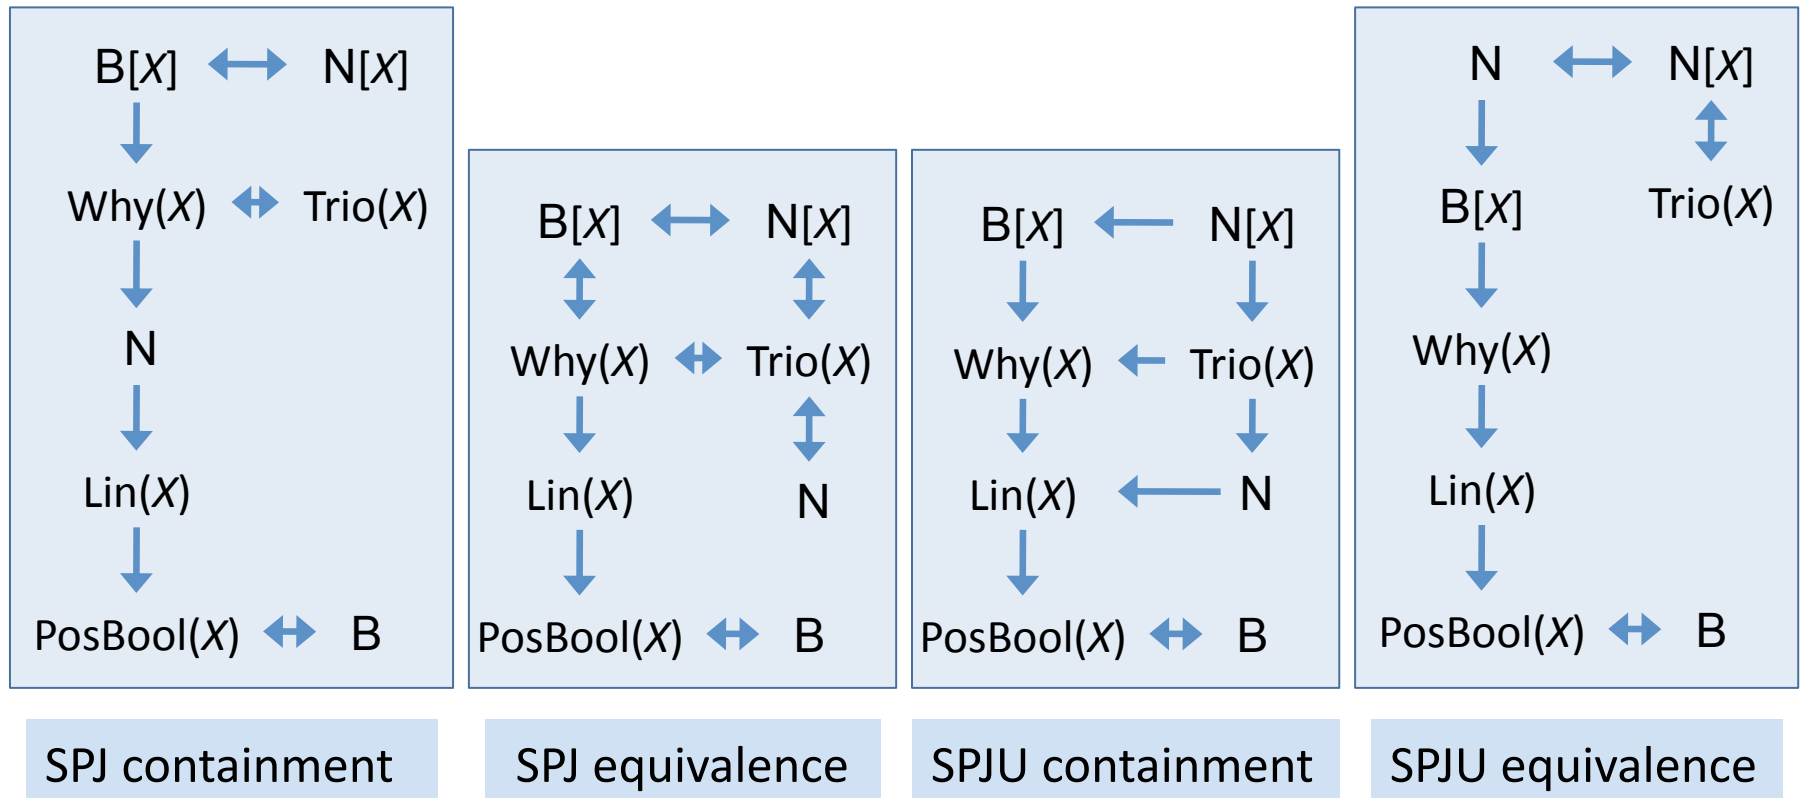 B[X] N[X]
Why(X) Trio(X)
N
Lin(X)
PosBool(X) B
SPJ containment
B[X] N[X]
Why(X) Trio(X)
Lin(X) N
PosBool(X) B
SPJ equivalence
B[X] N[X]
Why(X) Trio(X)
Lin(X) N
PosBool(X) B
SPJU containment
N N[X]
B[X] Trio(X)
Why(X)
Lin(X)
PosBool(X) B
SPJU equivalence